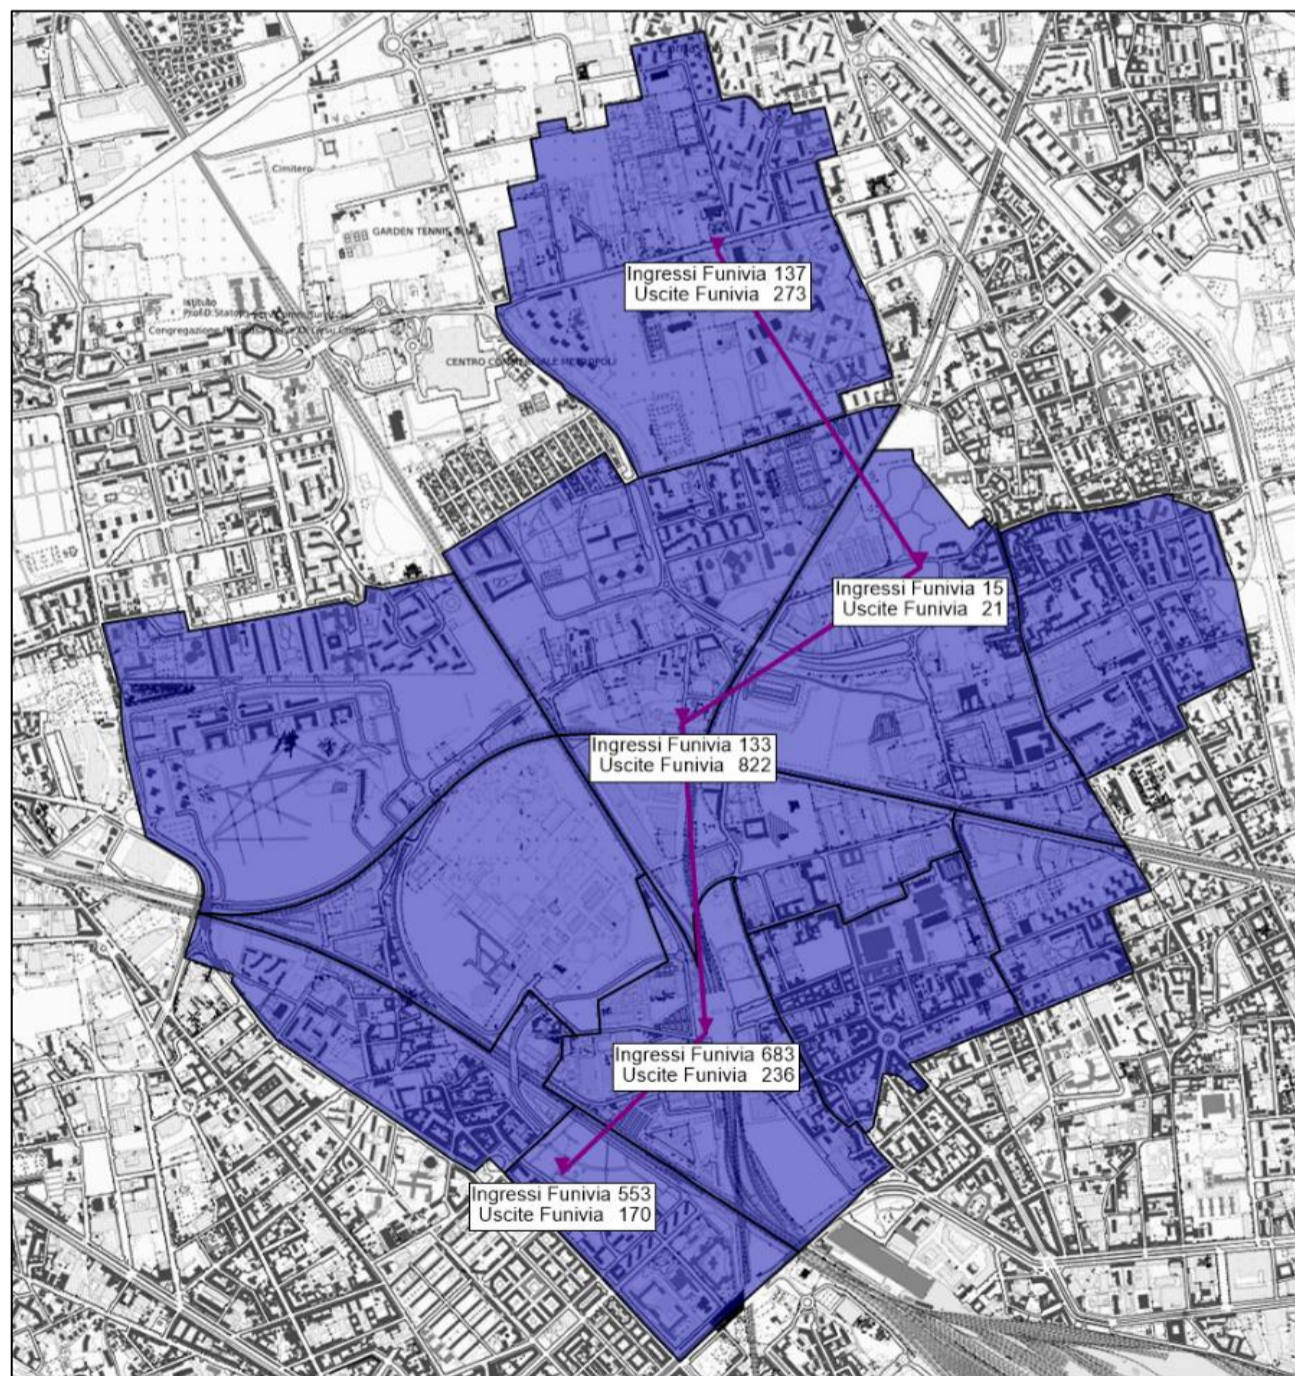 Cimitero
GARDEN TENNIS
Istituto
CENTRO COMMERCIALE METROPOLI
Ingressi Funivia 137
Uscite Funivia 273
Ingressi Funivia 15
Uscite Funivia 21
Ingressi Funivia 133
Uscite Funivia 822
Ingressi Funivia 683
Uscite Funivia 236
Ingressi Funivia 553
Uscite Funivia 170